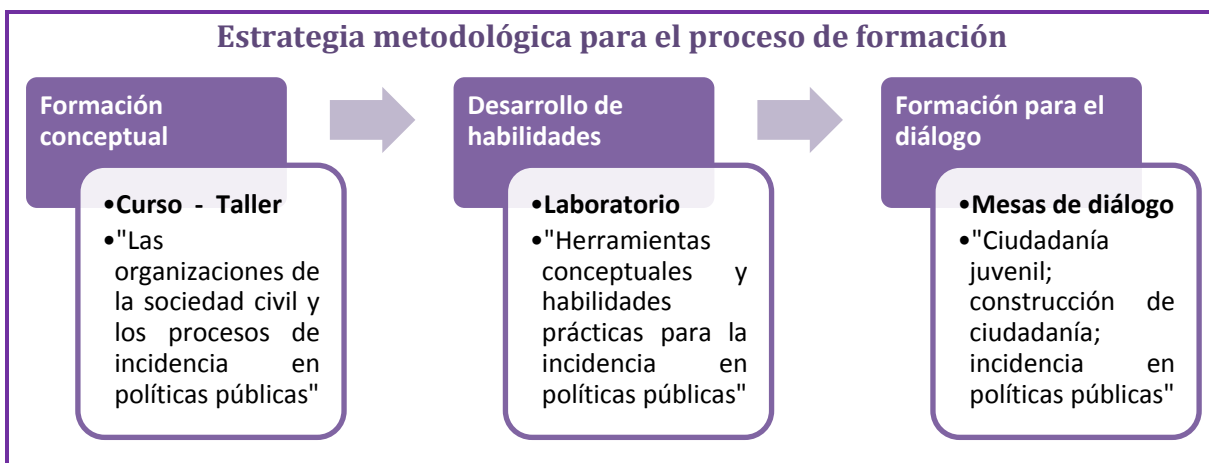 Estrategia metodológica para el proceso de formación
Formación
conceptual
•Curso - Taller
•"Las
organizaciones de
la sociedad civil y
los procesos de
incidencia en
políticas públicas"
Desarrollo de
habilidades
•Laboratorio
•"Herramientas
conceptuales y
habilidades
prácticas para la
incidencia en
políticas públicas"
Formación para el
diálogo
•Mesas de diálogo
•"Ciudadanía
juvenil;
construcción de
ciudadanía;
incidencia en
políticas públicas"